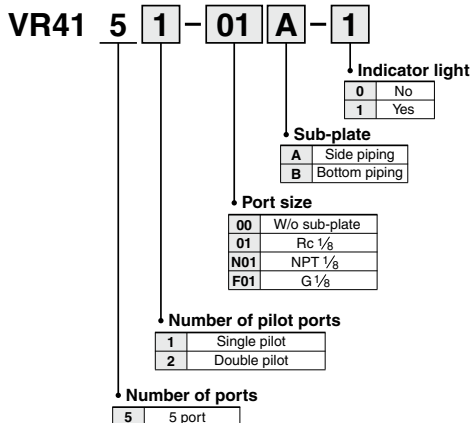 VR41 5 1 – 01 A – 1
Indicator light
0 No
1 Yes
Sub-plate
A Side piping
B Bottom piping
Port size
00 W/o sub-plate
01 Rc 1/8
N01 NPT 1/8
F01 G 1/8
Number of pilot ports
1 Single pilot
2 Double pilot
Number of ports
5 5 port